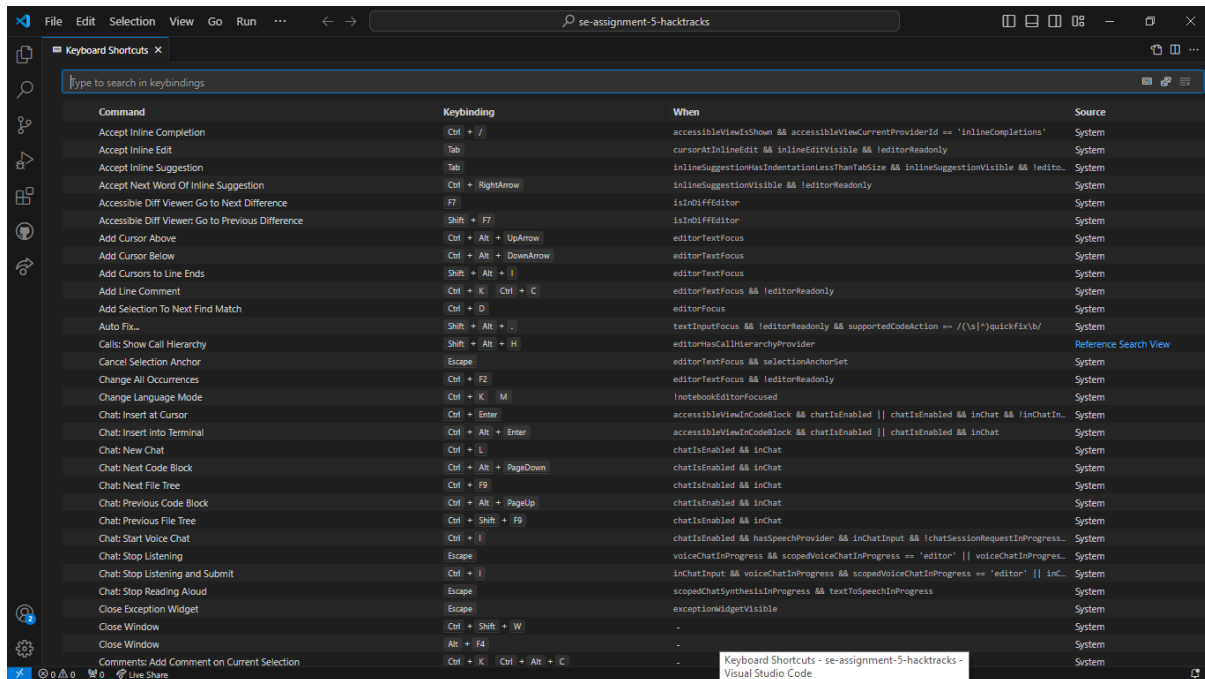 File Edit Selection View Go Run ··· se-assignment-5-hacktracks
Keyboard Shortcuts
Type to search in keybindings
Command Keybinding When Source
Accept Inline Completion Ctrl + / accessibleViewIsShown && accessibleViewCurrentProviderId == 'inlineCompletions' System
Accept Inline Edit Tab cursorAtInlineEdit && inlineEditVisible && !editorReadonly System
Accept Inline Suggestion Tab inlineSuggestionHasIndentationLessThanTabSize && inlineSuggestionVisible && !edito… System
Accept Next Word Of Inline Suggestion Ctrl + RightArrow inlineSuggestionVisible && !editorReadonly System
Accessible Diff Viewer: Go to Next Difference F7 isInDiffEditor System
Accessible Diff Viewer: Go to Previous Difference Shift + F7 isInDiffEditor System
Add Cursor Above Ctrl + Alt + UpArrow editorTextFocus System
Add Cursor Below Ctrl + Alt + DownArrow editorTextFocus System
Add Cursors to Line Ends Shift + Alt + I editorTextFocus System
Add Line Comment Ctrl + K Ctrl + C editorTextFocus && !editorReadonly System
Add Selection To Next Find Match Ctrl + D editorFocus System
Auto Fix... Shift + Alt + . textInputFocus && !editorReadonly && supportedCodeAction =~ /(\s|^)quickfix\b/ System
Calls: Show Call Hierarchy Shift + Alt + H editorHasCallHierarchyProvider Reference Search View
Cancel Selection Anchor Escape editorTextFocus && selectionAnchorSet System
Change All Occurrences Ctrl + F2 editorTextFocus && !editorReadonly System
Change Language Mode Ctrl + K M !notebookEditorFocused System
Chat: Insert at Cursor Ctrl + Enter accessibleViewInCodeBlock && chatIsEnabled || chatIsEnabled && inChat && !inChatIn… System
Chat: Insert into Terminal Ctrl + Alt + Enter accessibleViewInCodeBlock && chatIsEnabled || chatIsEnabled && inChat System
Chat: New Chat Ctrl + L chatIsEnabled && inChat System
Chat: Next Code Block Ctrl + Alt + PageDown chatIsEnabled && inChat System
Chat: Next File Tree Ctrl + F9 chatIsEnabled && inChat System
Chat: Previous Code Block Ctrl + Alt + PageUp chatIsEnabled && inChat System
Chat: Previous File Tree Ctrl + Shift + F9 chatIsEnabled && inChat System
Chat: Start Voice Chat Ctrl + I chatIsEnabled && hasSpeechProvider && inChatInput && !chatSessionRequestInProgress… System
Chat: Stop Listening Escape voiceChatInProgress && scopedVoiceChatInProgress == 'editor' || voiceChatInProgres… System
Chat: Stop Listening and Submit Ctrl + I inChatInput && voiceChatInProgress && scopedVoiceChatInProgress == 'editor' || inC… System
Chat: Stop Reading Aloud Escape scopedChatSynthesisInProgress && textToSpeechInProgress System
Close Exception Widget Escape exceptionWidgetVisible System
Close Window Ctrl + Shift + W - System
Close Window Alt + F4 - System
Comments: Add Comment on Current Selection Ctrl + K Ctrl + Alt + C - System
2
Keyboard Shortcuts - se-assignment-5-hacktracks -
Visual Studio Code
0 0 0 Live Share